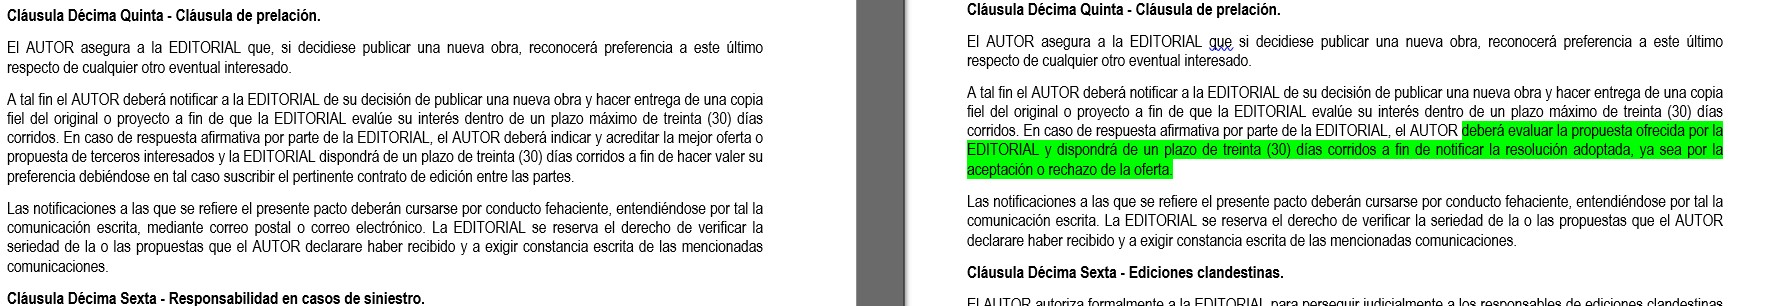 Cláusula Décima Quinta - Cláusula de prelación.
El AUTOR asegura a la EDITORIAL que, si decidiese publicar una nueva obra, reconocerá preferencia a este último
respecto de cualquier otro eventual interesado.
A tal fin el AUTOR deberá notificar a la EDITORIAL de su decisión de publicar una nueva obra y hacer entrega de una copia
fiel del original o proyecto a fin de que la EDITORIAL evalúe su interés dentro de un plazo máximo de treinta (30) días
corridos. En caso de respuesta afirmativa por parte de la EDITORIAL, el AUTOR deberá indicar y acreditar la mejor oferta o
propuesta de terceros interesados y la EDITORIAL dispondrá de un plazo de treinta (30) días corridos a fin de hacer valer su
preferencia debiéndose en tal caso suscribir el pertinente contrato de edición entre las partes.
Las notificaciones a las que se refiere el presente pacto deberán cursarse por conducto fehaciente, entendiéndose por tal la
comunicación escrita, mediante correo postal o correo electrónico. La EDITORIAL se reserva el derecho de verificar la
seriedad de la o las propuestas que el AUTOR declarare haber recibido y a exigir constancia escrita de las mencionadas
comunicaciones.
Cláusula Décima Sexta - Responsabilidad en casos de siniestro.
Cláusula Décima Quinta - Cláusula de prelación.
El AUTOR asegura a la EDITORIAL que si decidiese publicar una nueva obra, reconocerá preferencia a este último
respecto de cualquier otro eventual interesado.
A tal fin el AUTOR deberá notificar a la EDITORIAL de su decisión de publicar una nueva obra y hacer entrega de una copia
fiel del original o proyecto a fin de que la EDITORIAL evalúe su interés dentro de un plazo máximo de treinta (30) días
corridos. En caso de respuesta afirmativa por parte de la EDITORIAL, el AUTOR deberá evaluar la propuesta ofrecida por la
EDITORIAL y dispondrá de un plazo de treinta (30) días corridos a fin de notificar la resolución adoptada, ya sea por la
aceptación o rechazo de la oferta.
Las notificaciones a las que se refiere el presente pacto deberán cursarse por conducto fehaciente, entendiéndose por tal la
comunicación escrita. La EDITORIAL se reserva el derecho de verificar la seriedad de la o las propuestas que el AUTOR
declarare haber recibido y a exigir constancia escrita de las mencionadas comunicaciones.
Cláusula Décima Sexta - Ediciones clandestinas.
El AUTOR autoriza formalmente a la EDITORIAL para perseguir judicialmente a los responsables de ediciones clandestinas